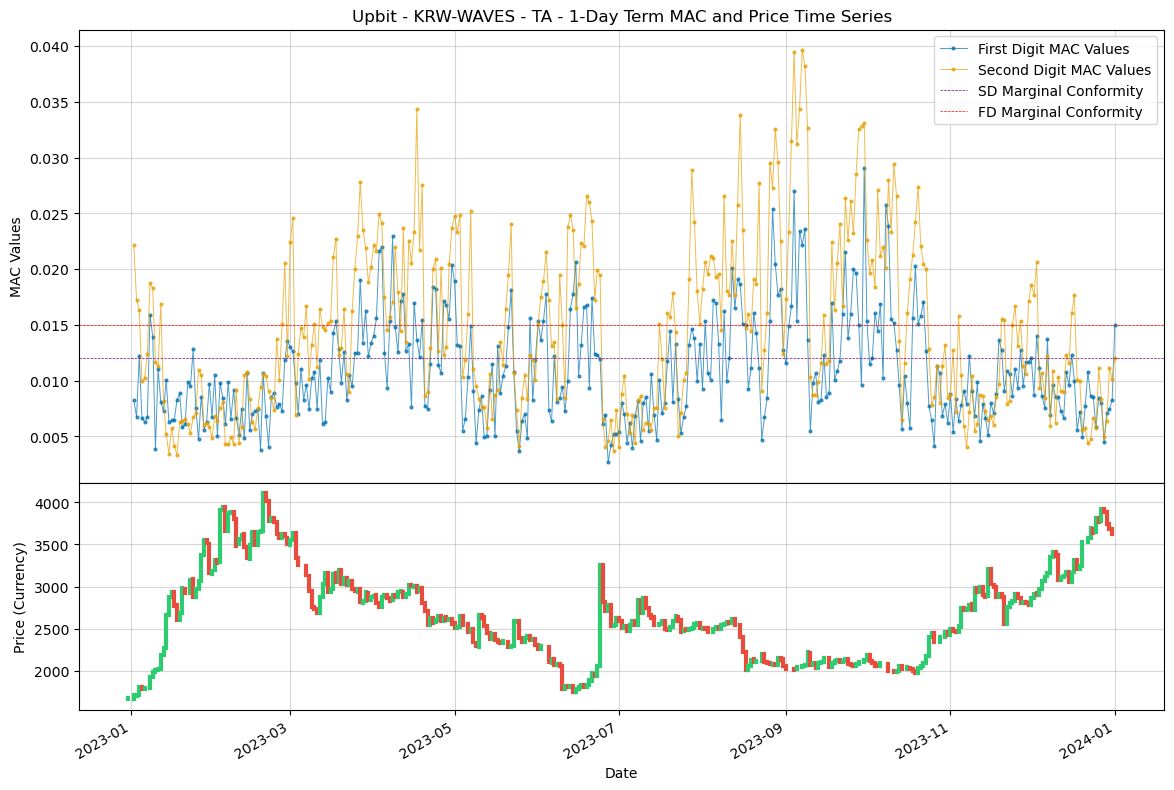 Upbit - KRW-WAVES - TA - 1-Day Term MAC and Price Time Series
First Digit MAC Values
Second Digit MAC Values
SD Marginal Conformity
FD Marginal Conformity
MAC Values
0.040
0.035
0.030
0.025
0.020
0.015
0.010
0.005
Price (Currency)
4000
3500
3000
2500
2000
2023-01
2023-03
2023-05
2023-07
2023-09
2023-11
2024-01
Date